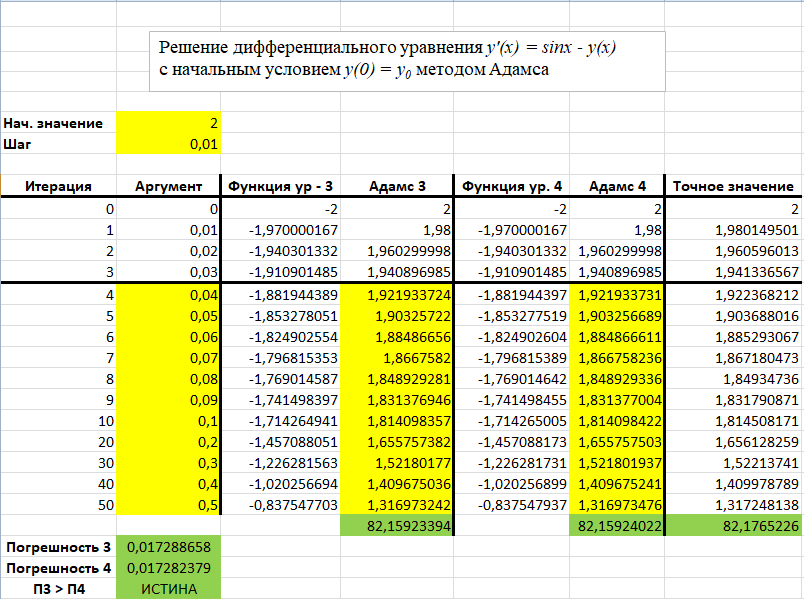 Решение дифференциального уравнения y'(x) = sinx - y(x)
с начальным условием y(0) = y0 методом Адамса
Нач. значение 2
Шаг 0,01
Итерация Аргумент Функция ур - 3 Адамс 3 Функция ур. 4 Адамс 4 Точное значение
0 0 -2 2 -2 2 2
1 0,01 -1,970000167 1,98 -1,970000167 1,98 1,980149501
2 0,02 -1,940301332 1,960299998 -1,940301332 1,960299998 1,960596013
3 0,03 -1,910901485 1,940896985 -1,910901485 1,940896985 1,941336567
4 0,04 -1,881944389 1,921933724 -1,881944397 1,921933731 1,922368212
5 0,05 -1,853278051 1,90325722 -1,853277519 1,903256689 1,903688016
6 0,06 -1,824902554 1,88486656 -1,824902604 1,884866611 1,885293067
7 0,07 -1,796815353 1,8667582 -1,796815389 1,866758236 1,867180473
8 0,08 -1,769014587 1,848929281 -1,769014642 1,848929336 1,84934736
9 0,09 -1,741498397 1,831376946 -1,741498455 1,831377004 1,831790871
10 0,1 -1,714264941 1,814098357 -1,714265005 1,814098422 1,814508171
20 0,2 -1,457088051 1,655757382 -1,457088173 1,655757503 1,656128259
30 0,3 -1,226281563 1,52180177 -1,226281731 1,521801937 1,52213741
40 0,4 -1,020256694 1,409675036 -1,020256899 1,409675241 1,409978789
50 0,5 -0,837547703 1,316973242 -0,837547937 1,316973476 1,317248138
82,15923394 82,15924022 82,1765226
Погрешность 3 0,017288658
Погрешность 4 0,017282379
П3 > П4 ИСТИНА